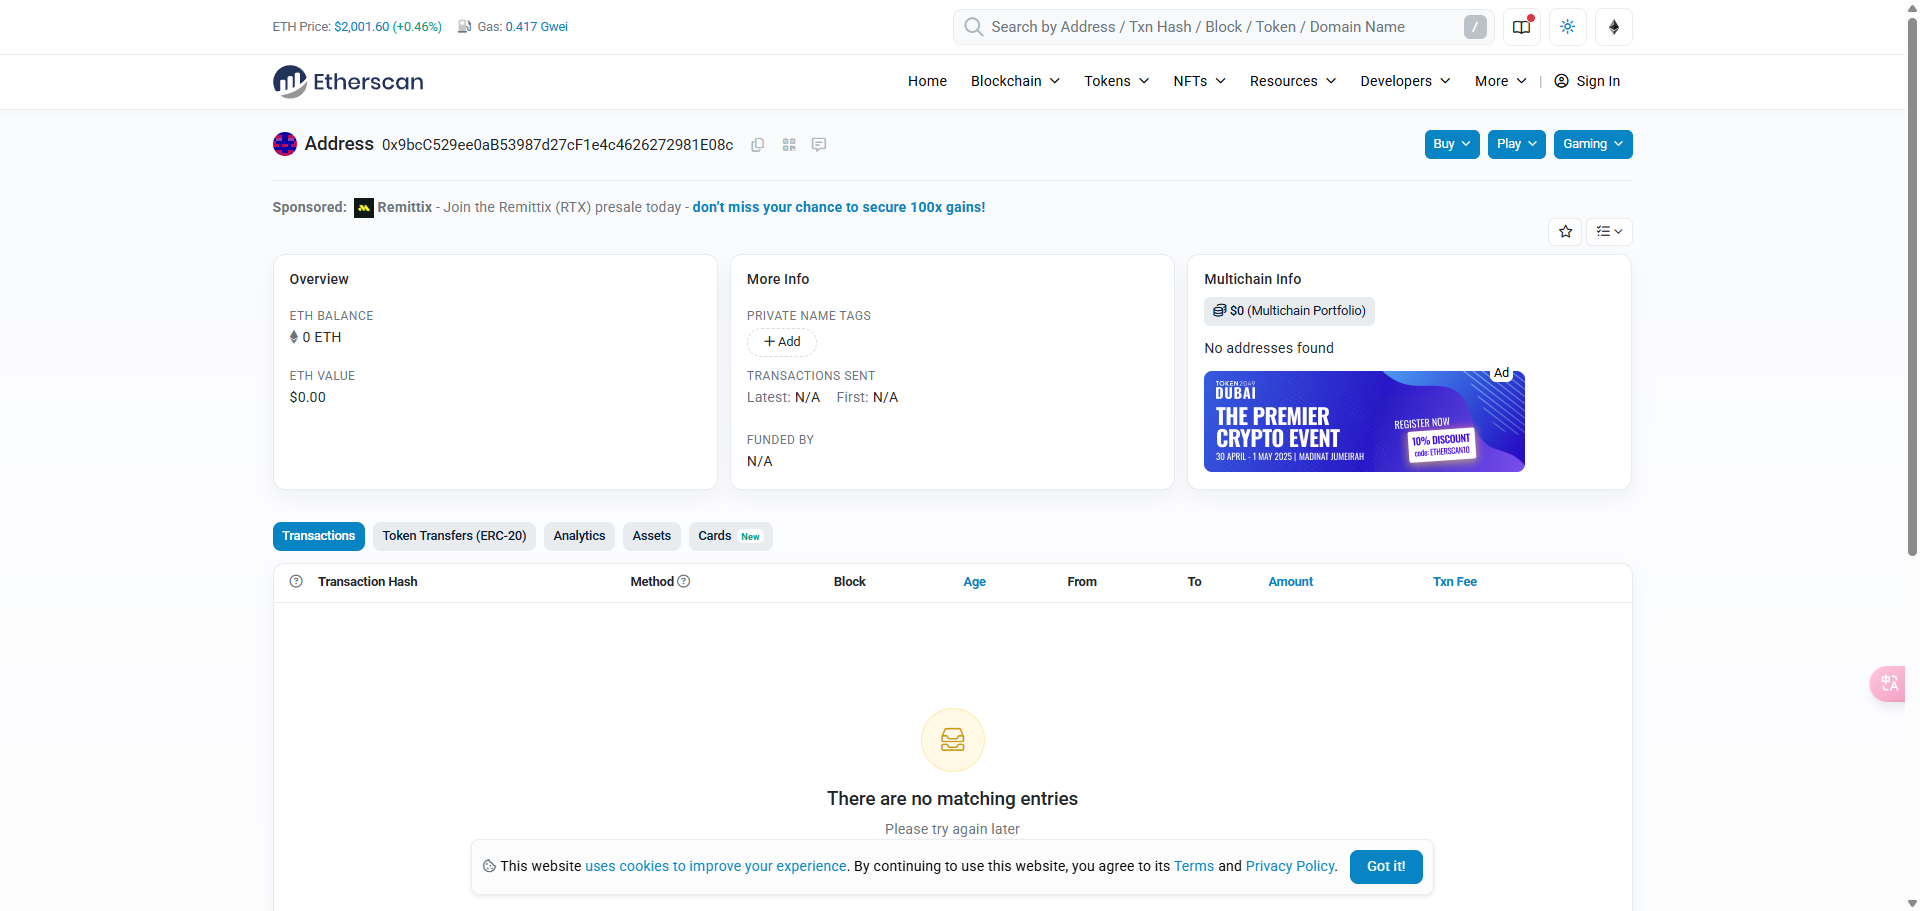 ETH Price: $2,001.60 (+0.46%) Gas: 0.417 Gwei
Search by Address / Txn Hash / Block / Token / Domain Name /
Etherscan
Home Blockchain Tokens NFTs Resources Developers More | Sign In
Address 0x9bcC529ee0aB53987d27cF1e4c4626272981E08c
Buy Play Gaming
Sponsored: Remittix - Join the Remittix (RTX) presale today - don't miss your chance to secure 100x gains!
Overview
ETH BALANCE
0 ETH
ETH VALUE
$0.00
More Info
PRIVATE NAME TAGS
+ Add
TRANSACTIONS SENT
Latest: N/A First: N/A
FUNDED BY
N/A
Multichain Info
$0 (Multichain Portfolio)
No addresses found
Ad
TOKEN2049
DUBAI
THE PREMIER
CRYPTO EVENT
30 APRIL - 1 MAY 2025 | MADINAT JUMEIRAH
REGISTER NOW
10% DISCOUNT
code: ETHERSCAN10
Transactions Token Transfers (ERC-20) Analytics Assets Cards New
Transaction Hash Method Block Age From To Amount Txn Fee
There are no matching entries
Please try again later
This website uses cookies to improve your experience. By continuing to use this website, you agree to its Terms and Privacy Policy. Got it!
中A